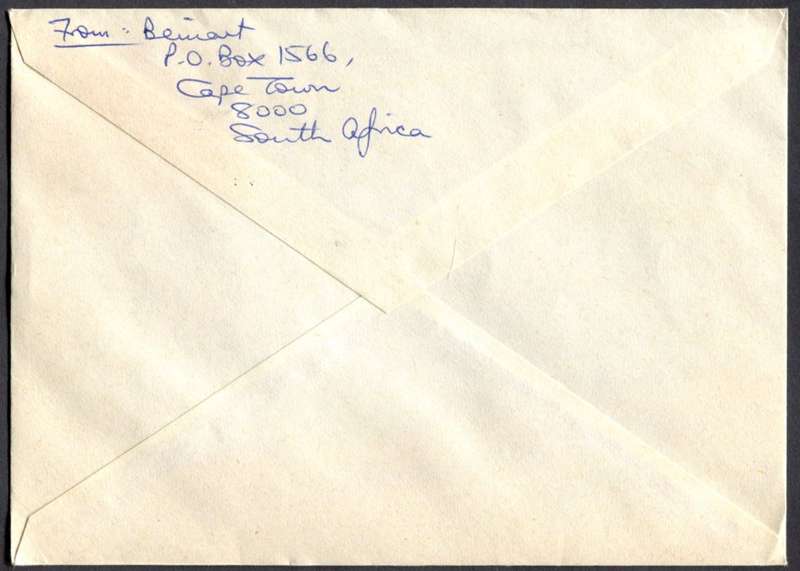 From: Beinart
P.O. Box 1566,
Cape Town
8000
South Africa